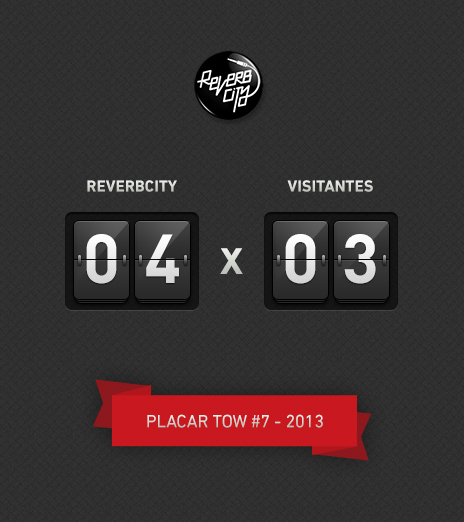 REVERB
CITY
REVERBCITY
VISITANTES
04 x 03
PLACAR TOW #7 - 2013